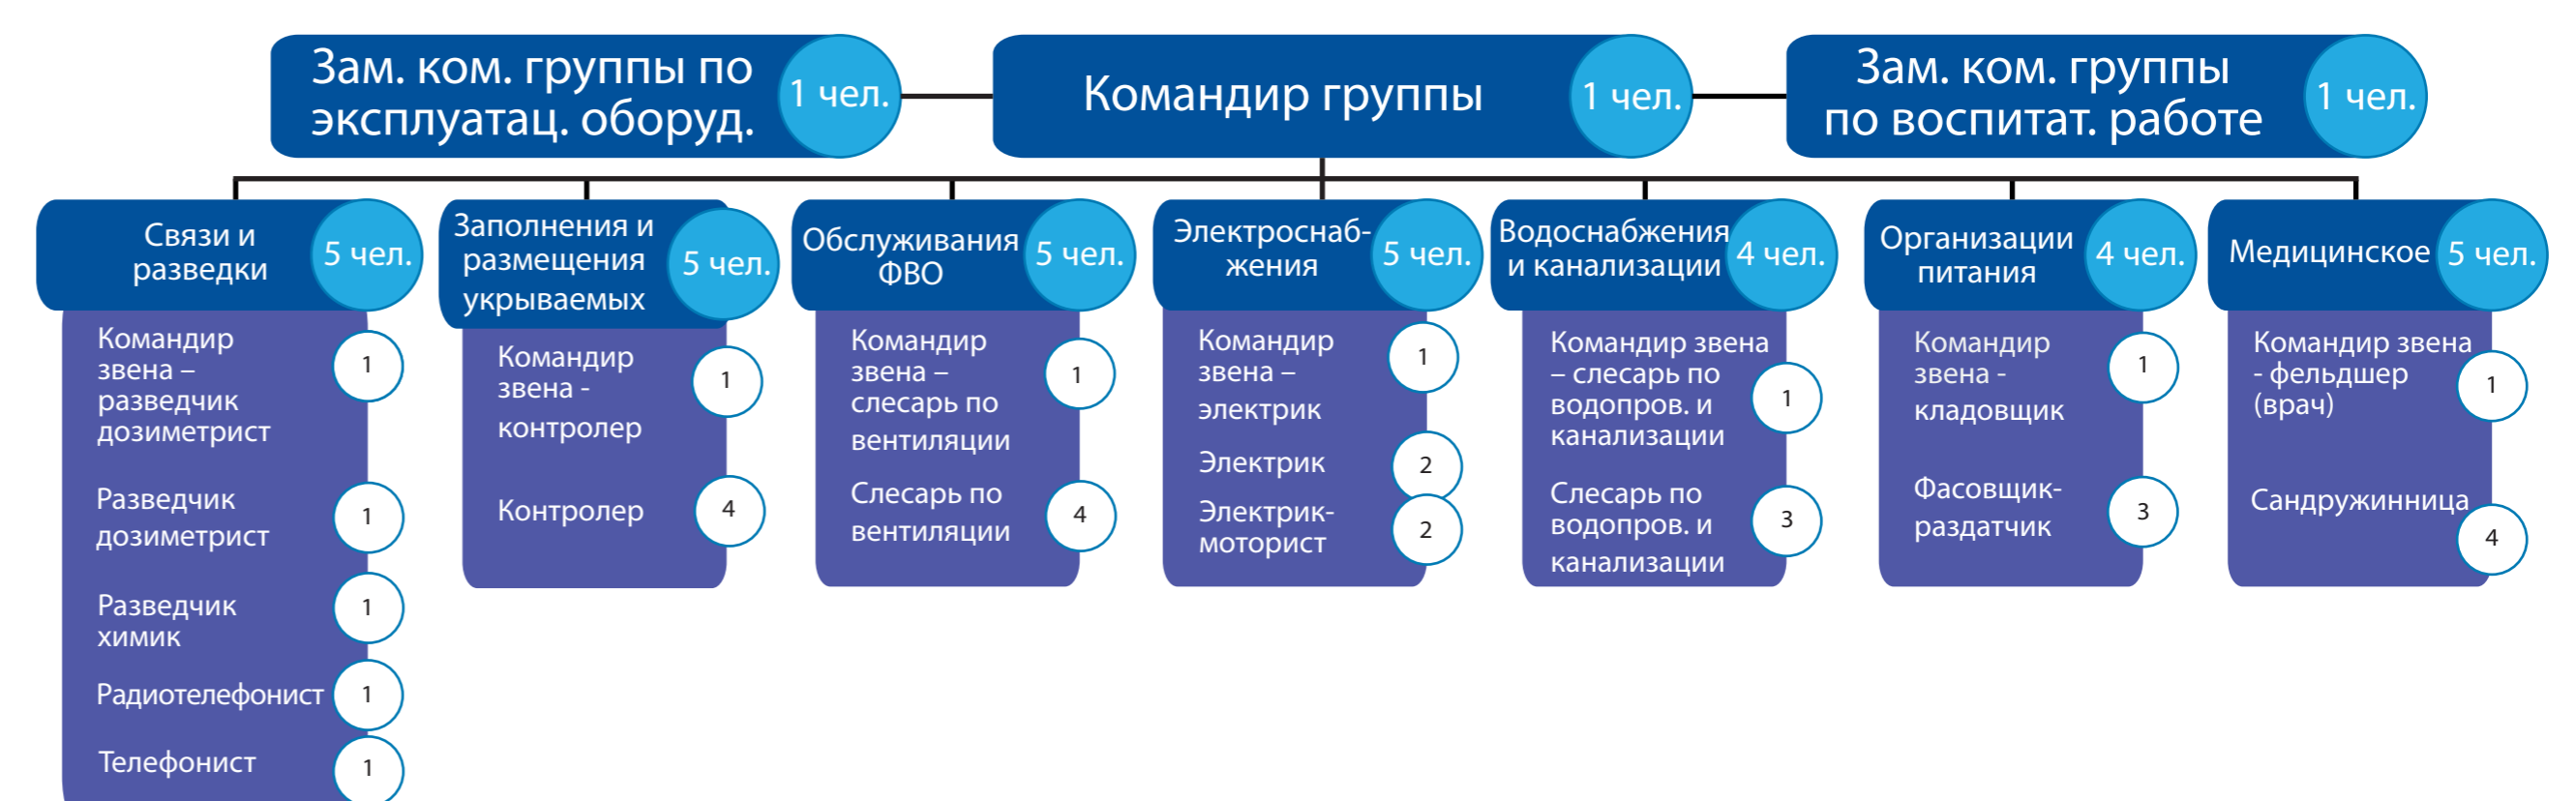 Зам. ком. группы по
эксплуатац. оборуд.
1 чел.
Командир группы
1 чел.
Зам. ком. группы
по воспитат. работе
1 чел.
Связи и
разведки
5 чел.
Командир
звена –
разведчик
дозиметрист
1
Разведчик
дозиметрист
1
Разведчик
химик
1
Радиотелефонист
1
Телефонист
1
Заполнения и
размещения
укрываемых
5 чел.
Командир
звена -
контролер
1
Контролер
4
Обслуживания
ФВО
5 чел.
Командир
звена –
слесарь по
вентиляции
1
Слесарь по
вентиляции
4
Электроснаб-
жения
5 чел.
Командир
звена –
электрик
1
Электрик
2
Электрик-
моторист
2
Водоснабжения
и канализации
4 чел.
Командир звена
– слесарь по
водопров. и
канализации
1
Слесарь по
водопров. и
канализации
3
Организации
питания
4 чел.
Командир
звена -
кладовщик
1
Фасовщик-
раздатчик
3
Медицинское
5 чел.
Командир звена
- фельдшер
(врач)
1
Сандружинница
4